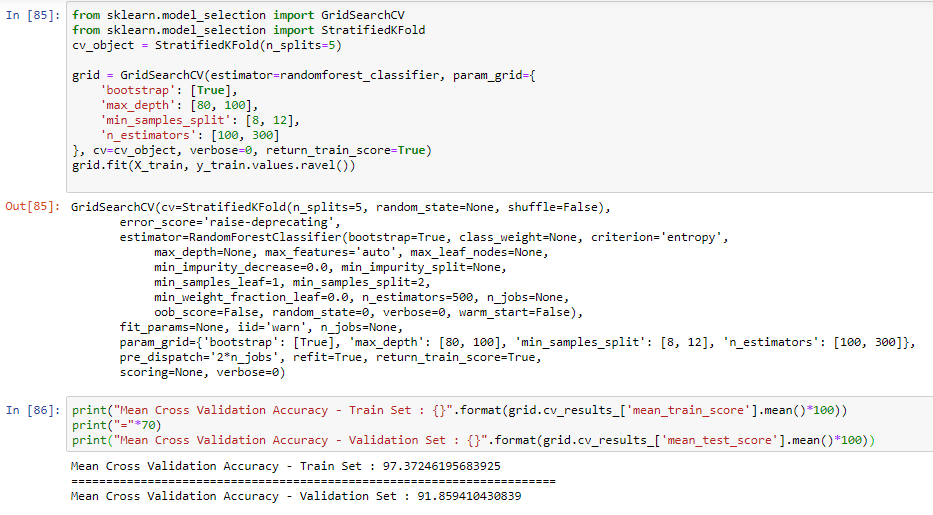 In [85]: from sklearn.model_selection import GridSearchCV
from sklearn.model_selection import StratifiedKFold
cv_object = StratifiedKFold(n_splits=5)

grid = GridSearchCV(estimator=randomforest_classifier, param_grid={
    'bootstrap': [True],
    'max_depth': [80, 100],
    'min_samples_split': [8, 12],
    'n_estimators': [100, 300]
}, cv=cv_object, verbose=0, return_train_score=True)
grid.fit(X_train, y_train.values.ravel())

Out[85]: GridSearchCV(cv=StratifiedKFold(n_splits=5, random_state=None, shuffle=False),
       error_score='raise-deprecating',
       estimator=RandomForestClassifier(bootstrap=True, class_weight=None, criterion='entropy',
            max_depth=None, max_features='auto', max_leaf_nodes=None,
            min_impurity_decrease=0.0, min_impurity_split=None,
            min_samples_leaf=1, min_samples_split=2,
            min_weight_fraction_leaf=0.0, n_estimators=500, n_jobs=None,
            oob_score=False, random_state=0, verbose=0, warm_start=False),
       fit_params=None, iid='warn', n_jobs=None,
       param_grid={'bootstrap': [True], 'max_depth': [80, 100], 'min_samples_split': [8, 12], 'n_estimators': [100, 300]},
       pre_dispatch='2*n_jobs', refit=True, return_train_score=True,
       scoring=None, verbose=0)

In [86]: print("Mean Cross Validation Accuracy - Train Set : {}".format(grid.cv_results_['mean_train_score'].mean()*100))
print("="*70)
print("Mean Cross Validation Accuracy - Validation Set : {}".format(grid.cv_results_['mean_test_score'].mean()*100))

Mean Cross Validation Accuracy - Train Set : 97.37246195683925
======================================================================
Mean Cross Validation Accuracy - Validation Set : 91.859410430839